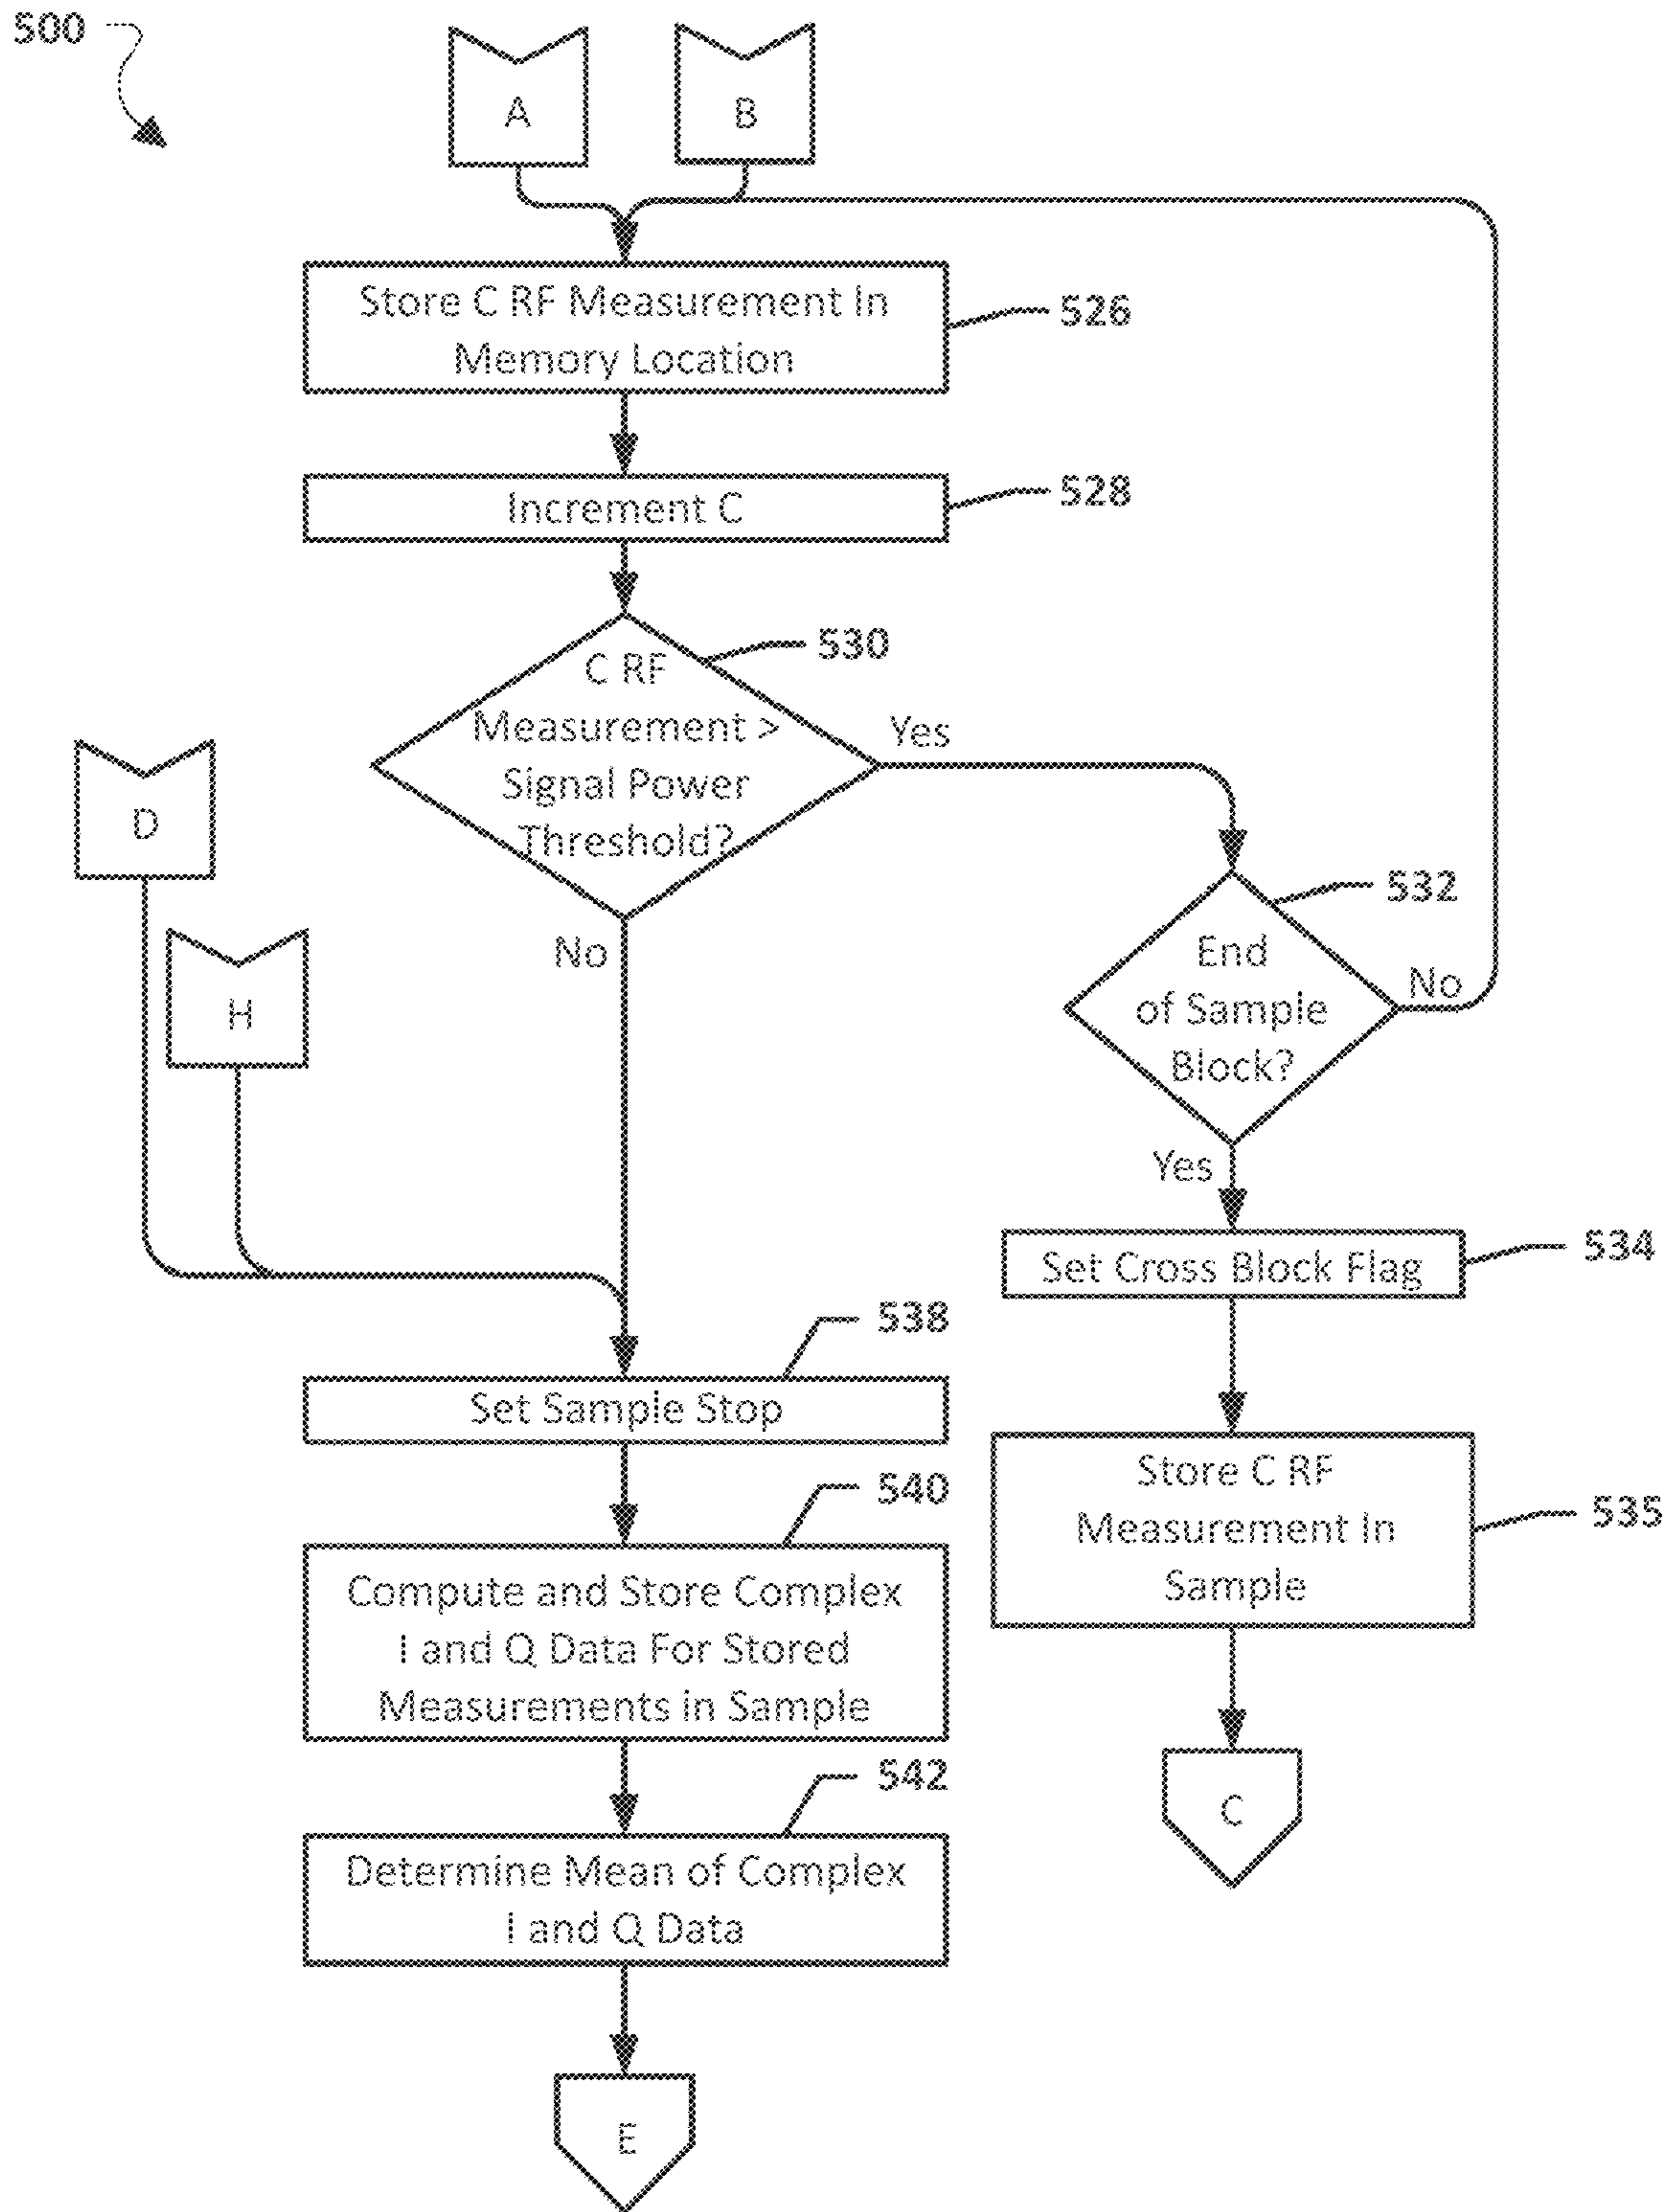 500
A
B
Store C RF Measurement In
Memory Location
526
Increment C
528
530
C RF
Measurement >
Signal Power
Threshold?
Yes
No
D
H
532
End
of Sample
Block?
No
Yes
Set Cross Block Flag
534
538
Set Sample Stop
Store C RF
Measurement In
Sample
535
540
Compute and Store Complex
I and Q Data For Stored
Measurements in Sample
C
542
Determine Mean of Complex
I and Q Data
E